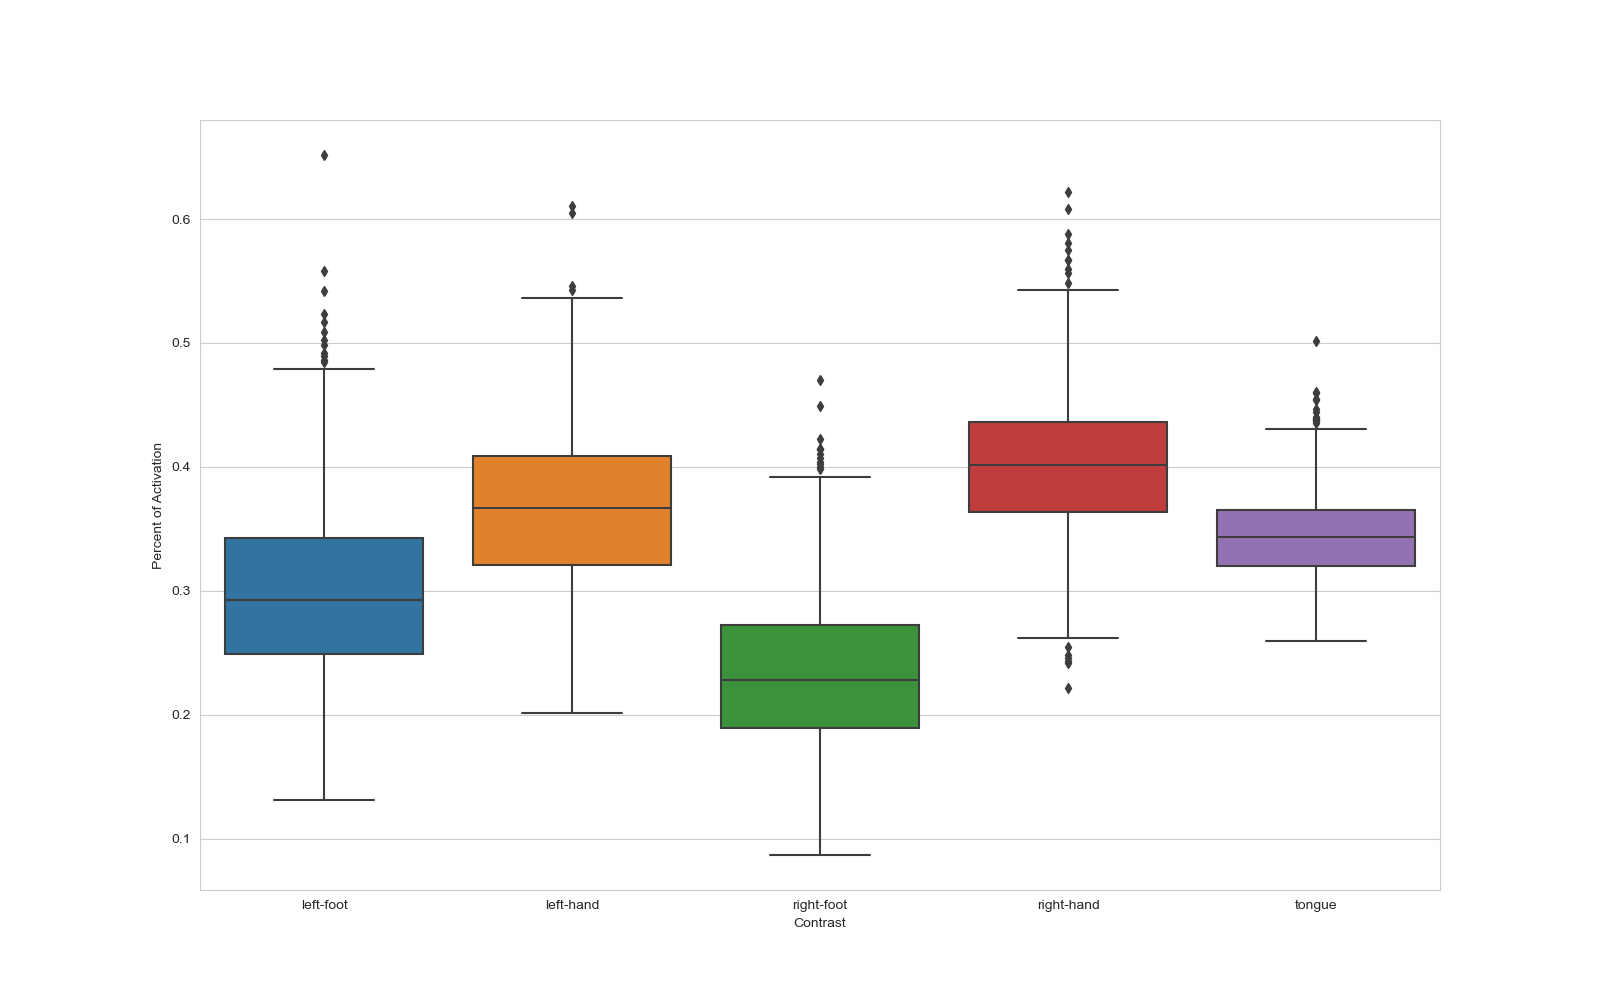 Percent of Activation
0.6
0.5
0.4
0.3
0.2
0.1
left-foot left-hand right-foot right-hand tongue
Contrast